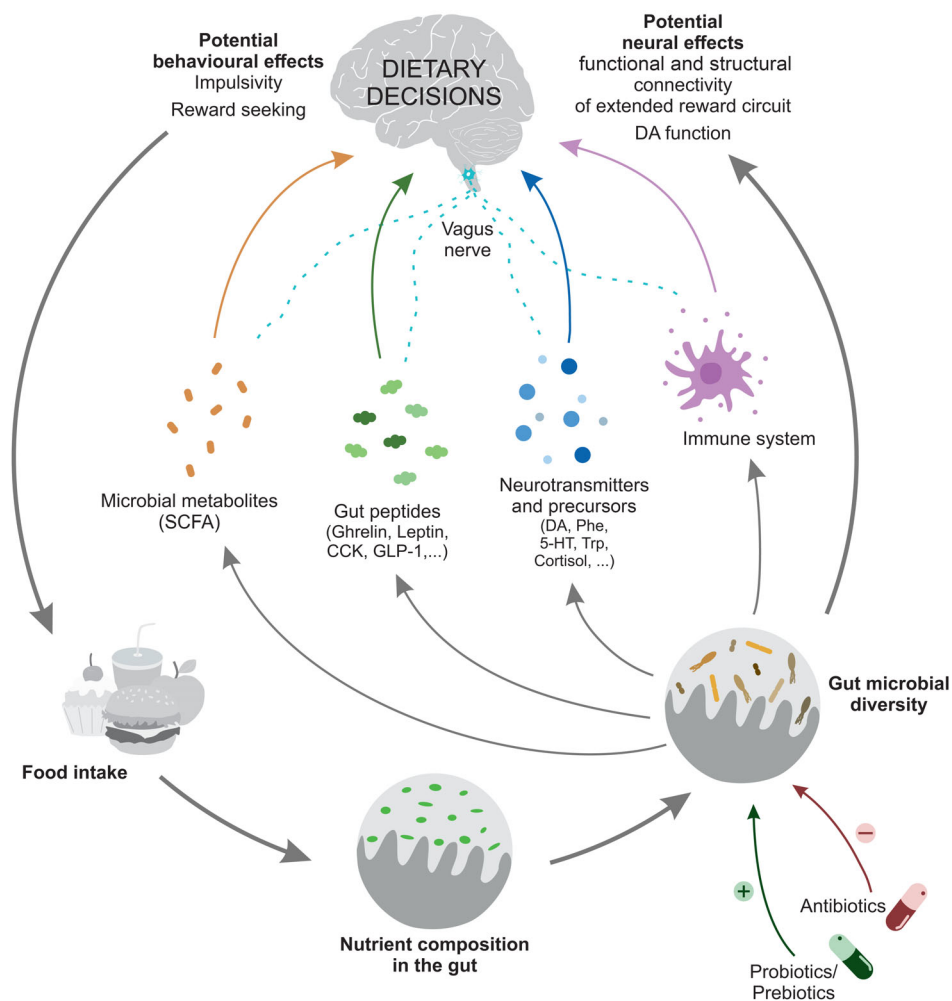 Potential
behavioural effects
Impulsivity
Reward seeking
DIETARY
DECISIONS
Potential
neural effects
functional and structural
connectivity
of extended reward circuit
DA function
Vagus
nerve
Microbial metabolites
(SCFA)
Gut peptides
(Ghrelin, Leptin,
CCK, GLP-1,...)
Neurotransmitters
and precursors
(DA, Phe,
5-HT, Trp,
Cortisol, ...)
Immune system
Gut microbial
diversity
Food intake
Nutrient composition
in the gut
−
Antibiotics
+
Probiotics/
Prebiotics